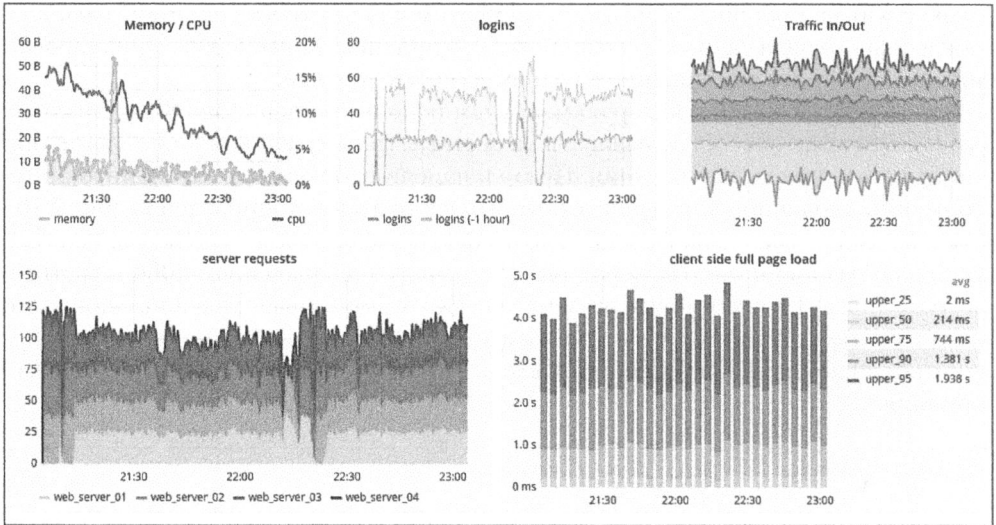 Memory / CPU
60 B
50 B
40 B
30 B
20 B
10 B
0 B
20%
15%
10%
5%
0%
21:30 22:00 22:30 23:00
memory cpu
logins
80
60
40
20
0
21:30 22:00 22:30 23:00
logins logins (-1 hour)
Traffic In/Out
21:30 22:00 22:30 23:00
server requests
150
125
100
75
50
25
0
21:30 22:00 22:30 23:00
web_server_01 web_server_02 web_server_03 web_server_04
client side full page load
5.0 s
4.0 s
3.0 s
2.0 s
1.0 s
0 ms
21:30 22:00 22:30 23:00
avg
upper_25 2 ms
upper_50 214 ms
upper_75 744 ms
upper_90 1.381 s
upper_95 1.938 s